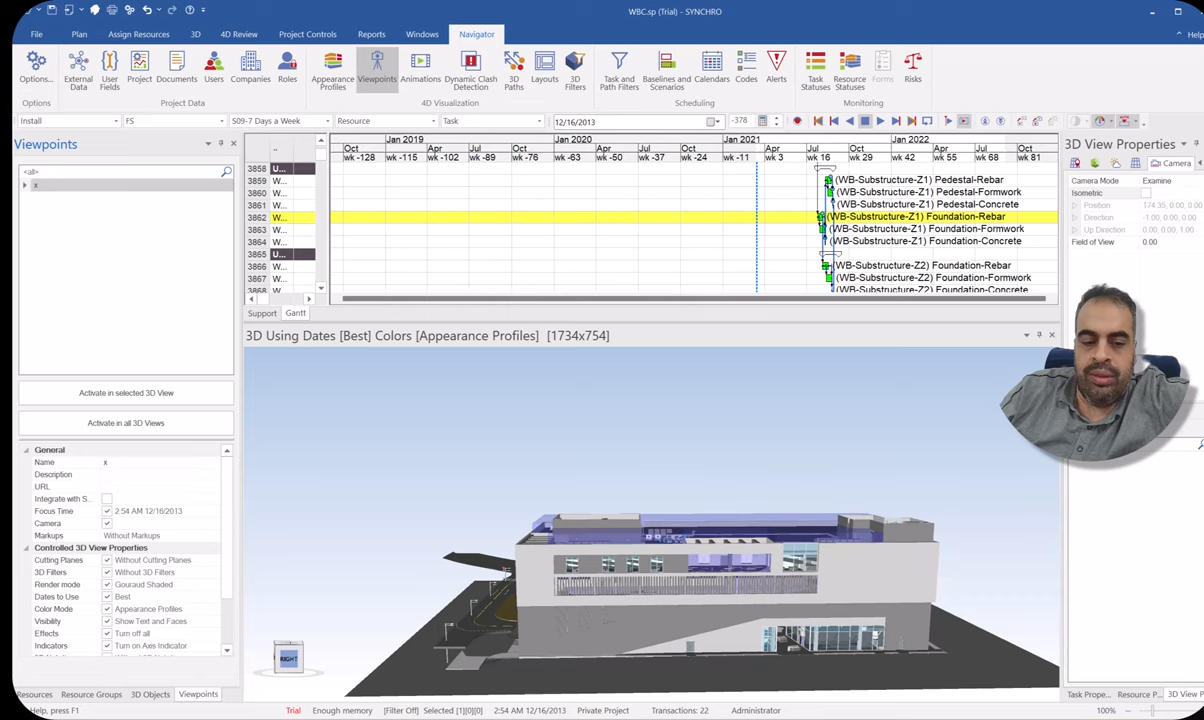 WBC.sp (Trial) - SYNCHRO
File Plan Assign Resources 3D 4D Review Project Controls Reports Windows Navigator Help
Options... External Data User Fields Project Documents Users Companies Roles Appearance Profiles Viewpoints Animations Dynamic Clash Detection 3D Paths Layouts 3D Filters Task and Path Filters Baselines and Scenarios Calendars Codes Alerts Task Statuses Resource Statuses Forms Risks
Options Project Data 4D Visualization Scheduling Monitoring
Install FS S09-7 Days a Week Resource Task 12/16/2013 -378
Viewpoints
<all>
x
Activate in selected 3D View
Activate in all 3D Views
General
Name x
Description
URL
Integrate with S...
Focus Time 2:54 AM 12/16/2013
Camera
Markups Without Markups
Controlled 3D View Properties
Cutting Planes Without Cutting Planes
3D Filters Without 3D Filters
Render mode Gouraud Shaded
Dates to Use Best
Color Mode Appearance Profiles
Visibility Show Text and Faces
Effects Turn off all
Indicators Turn on Axis Indicator
Resources Resource Groups 3D Objects Viewpoints
.. Jan 2019 Jan 2020 Jan 2021 Jan 2022
Oct Apr Jul Oct Apr Jul Oct Apr Jul Oct Apr Jul Oct
wk -128 wk -115 wk -102 wk -89 wk -76 wk -63 wk -50 wk -37 wk -24 wk -11 wk 3 wk 16 wk 29 wk 42 wk 55 wk 68 wk 81
3858 U...
3859 W... (WB-Substructure-Z1) Pedestal-Rebar
3860 W... (WB-Substructure-Z1) Pedestal-Formwork
3861 W... (WB-Substructure-Z1) Pedestal-Concrete
3862 W... (WB-Substructure-Z1) Foundation-Rebar
3863 W... (WB-Substructure-Z1) Foundation-Formwork
3864 W... (WB-Substructure-Z1) Foundation-Concrete
3865 U...
3866 W... (WB-Substructure-Z2) Foundation-Rebar
3867 W... (WB-Substructure-Z2) Foundation-Formwork
3868 W... (WB-Substructure-Z2) Foundation-Concrete
Support Gantt
3D Using Dates [Best] Colors [Appearance Profiles] [1734x754]
RIGHT
3D View Properties
Camera
Camera Mode Examine
Isometric
Position 174.35, 0.00, 0.00
Direction -1.00, 0.00, 0.00
Up Direction 0.00, 0.00, 1.00
Field of View 0.00
Task Prope... Resource P... 3D View P
Help, press F1 Trial Enough memory [Filter Off] Selected [1][0][0] 2:54 AM 12/16/2013 Private Project Transactions: 22 Administrator 100%